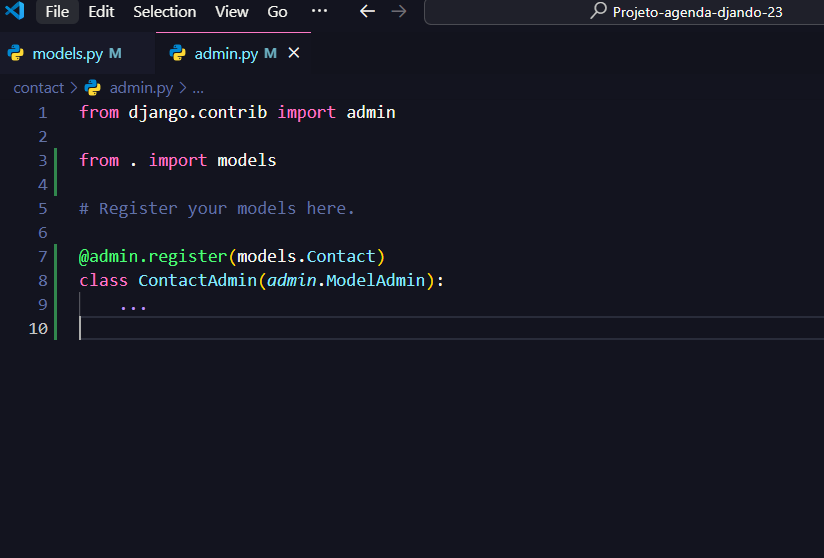 File Edit Selection View Go ··· Projeto-agenda-djando-23
models.py M admin.py M
contact > admin.py > ...
1 from django.contrib import admin
2
3 from . import models
4
5 # Register your models here.
6
7 @admin.register(models.Contact)
8 class ContactAdmin(admin.ModelAdmin):
9     ...
10